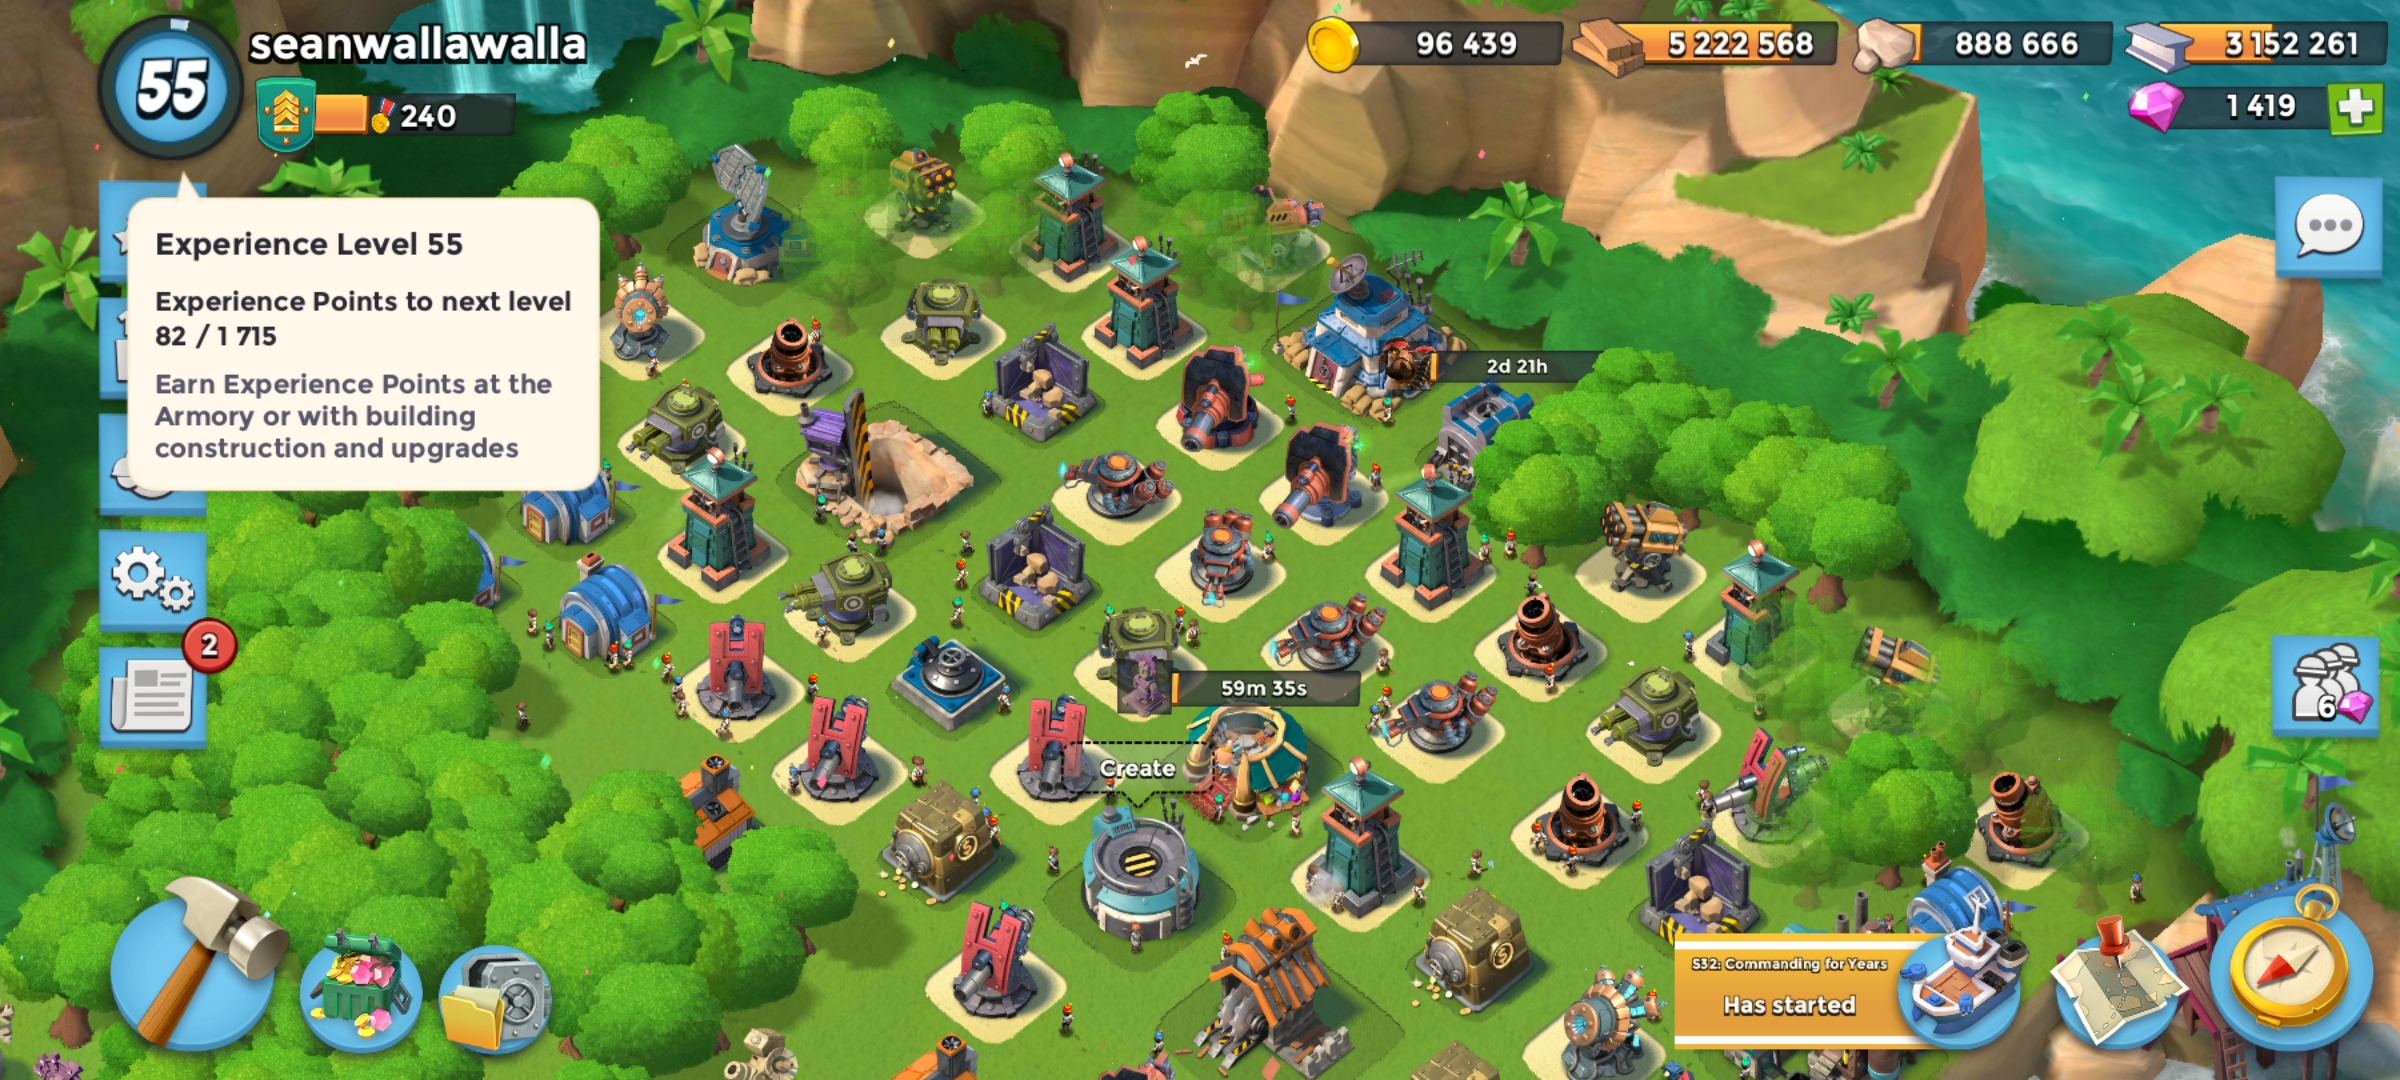 55
seanwallawalla
240
96 439
5 222 568
888 666
3 152 261
1 419
Experience Level 55
Experience Points to next level
82 / 1 715
Earn Experience Points at the
Armory or with building
construction and upgrades
2d 21h
2
59m 35s
6
Create
S32: Commanding for Years
Has started